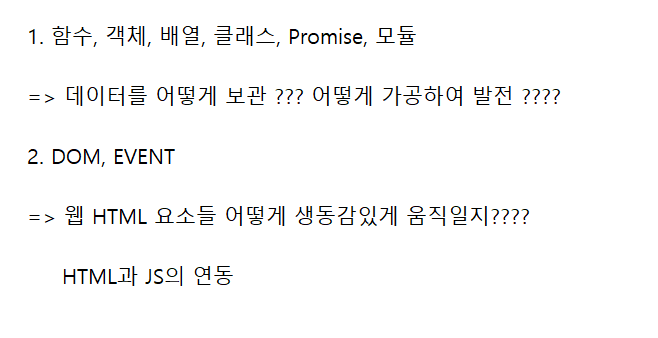 1. 함수, 객체, 배열, 클래스, Promise, 모듈
=> 데이터를 어떻게 보관 ??? 어떻게 가공하여 발전 ????
2. DOM, EVENT
=> 웹 HTML 요소들 어떻게 생동감있게 움직일지????
HTML과 JS의 연동